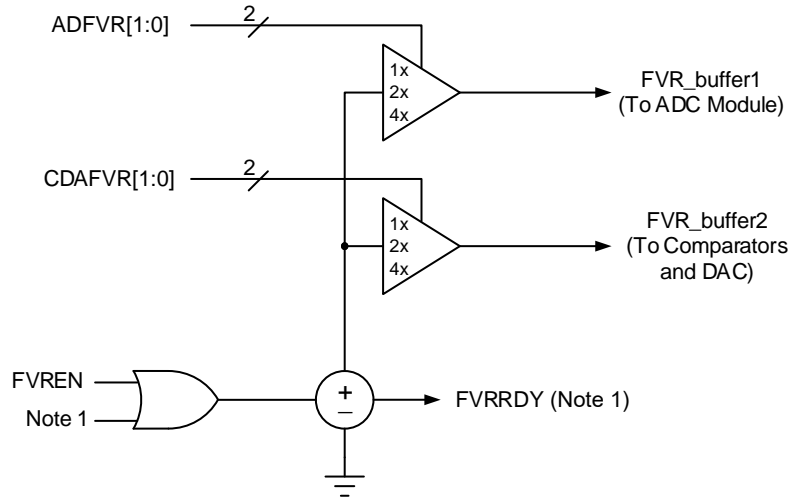 ADFVR[1:0]
2
1x
2x
4x
FVR_buffer1
(To ADC Module)
CDAFVR[1:0]
2
1x
2x
4x
FVR_buffer2
(To Comparators
and DAC)
FVREN
Note 1
+
–
FVRRDY (Note 1)